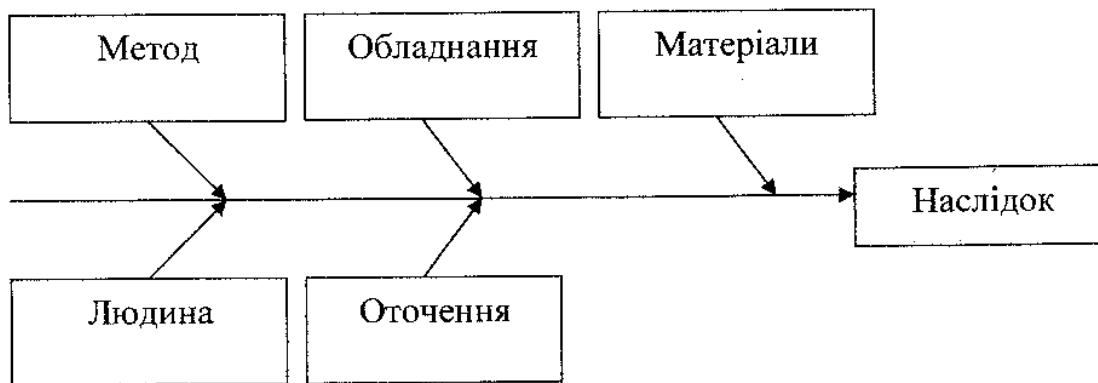 Метод
Обладнання
Матеріали
Наслідок
Людина
Оточення